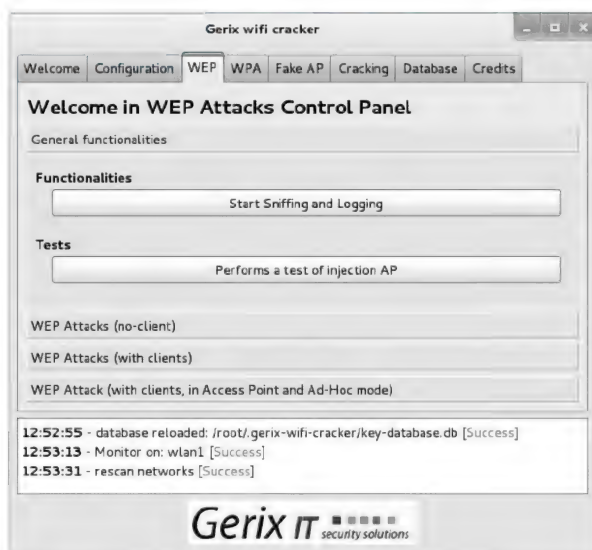 Gerix wifi cracker
Welcome Configuration WEP WPA Fake AP Cracking Database Credits
Welcome in WEP Attacks Control Panel
General functionalities
Functionalities
Start Sniffing and Logging
Tests
Performs a test of injection AP
WEP Attacks (no-client)
WEP Attacks (with clients)
WEP Attack (with clients, in Access Point and Ad-Hoc mode)
12:52:55 - database reloaded: /root/.gerix-wifi-cracker/key-database.db [Success]
12:53:13 - Monitor on: wlan1 [Success]
12:53:31 - rescan networks [Success]
Gerix IT security solutions